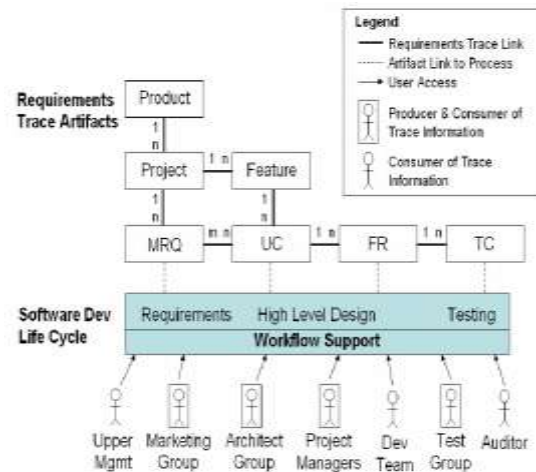 Legend
Requirements Trace Link
Artifact Link to Process
User Access
Producer & Consumer of
Trace Information
Consumer of Trace
Information
Requirements
Trace Artifacts
Product
1
n
Project
1 n
Feature
1
n
1
n
MRQ
m n
UC
1 n
FR
1 n
TC
Software Dev
Life Cycle
Requirements
High Level Design
Testing
Workflow Support
Upper
Mgmt
Marketing
Group
Architect
Group
Project
Managers
Dev
Team
Test
Group
Auditor